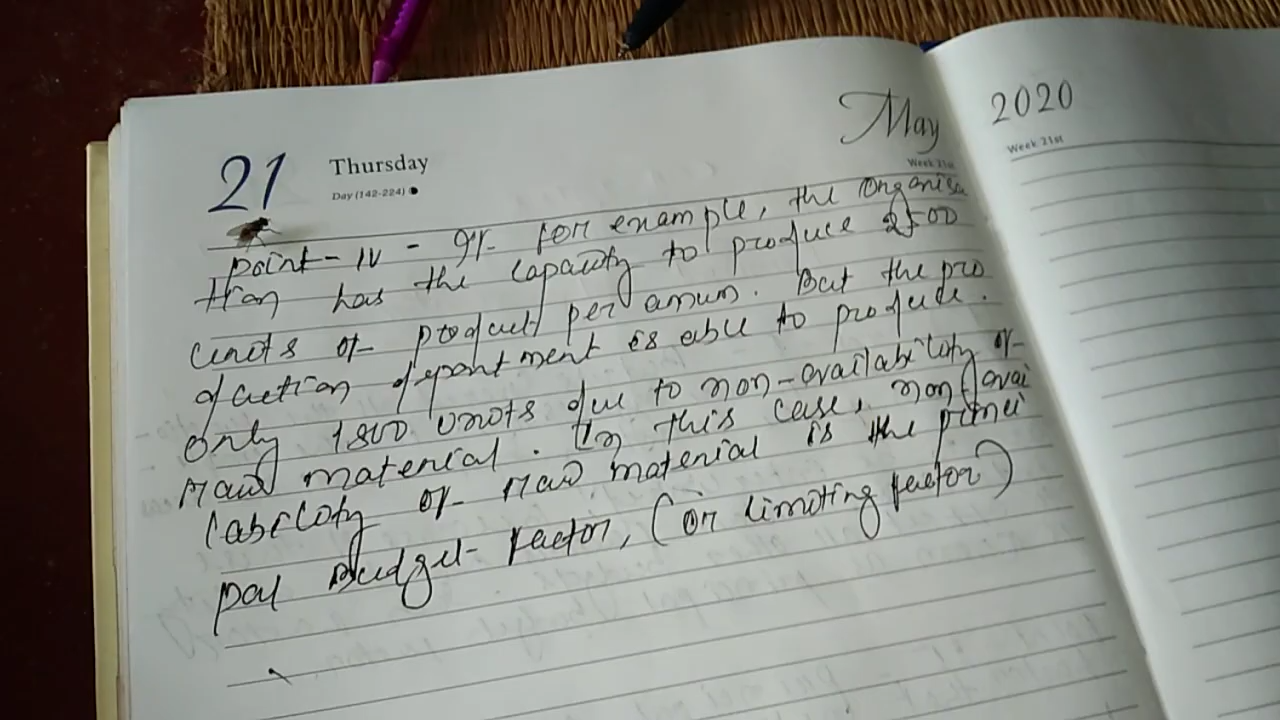 May 2020
21 Thursday
Week 21st
Week 21st
Day (142-224)
Point - IV - If for example, the organisa
tion has the capacity to produce 2500
units of product per annum. But the pro
duction department is able to produce.
only 1800 units due to non-availability of
raw material. In this case, non avai
lability of raw material is the princi
pal Budget factor, (or limiting factor)